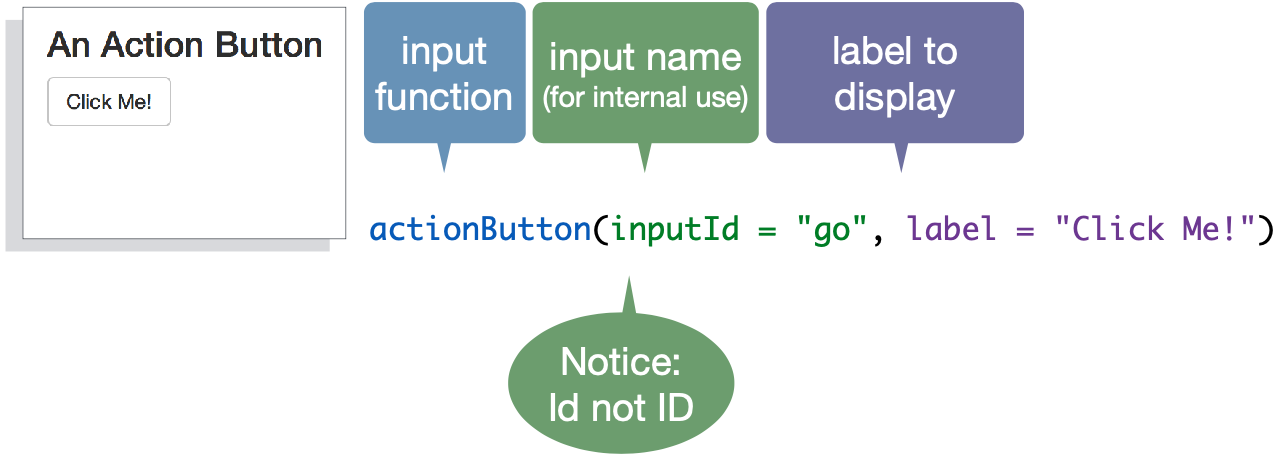 An Action Button
Click Me!
input
function
input name
(for internal use)
label to
display
actionButton(inputId = "go", label = "Click Me!")
Notice:
Id not ID